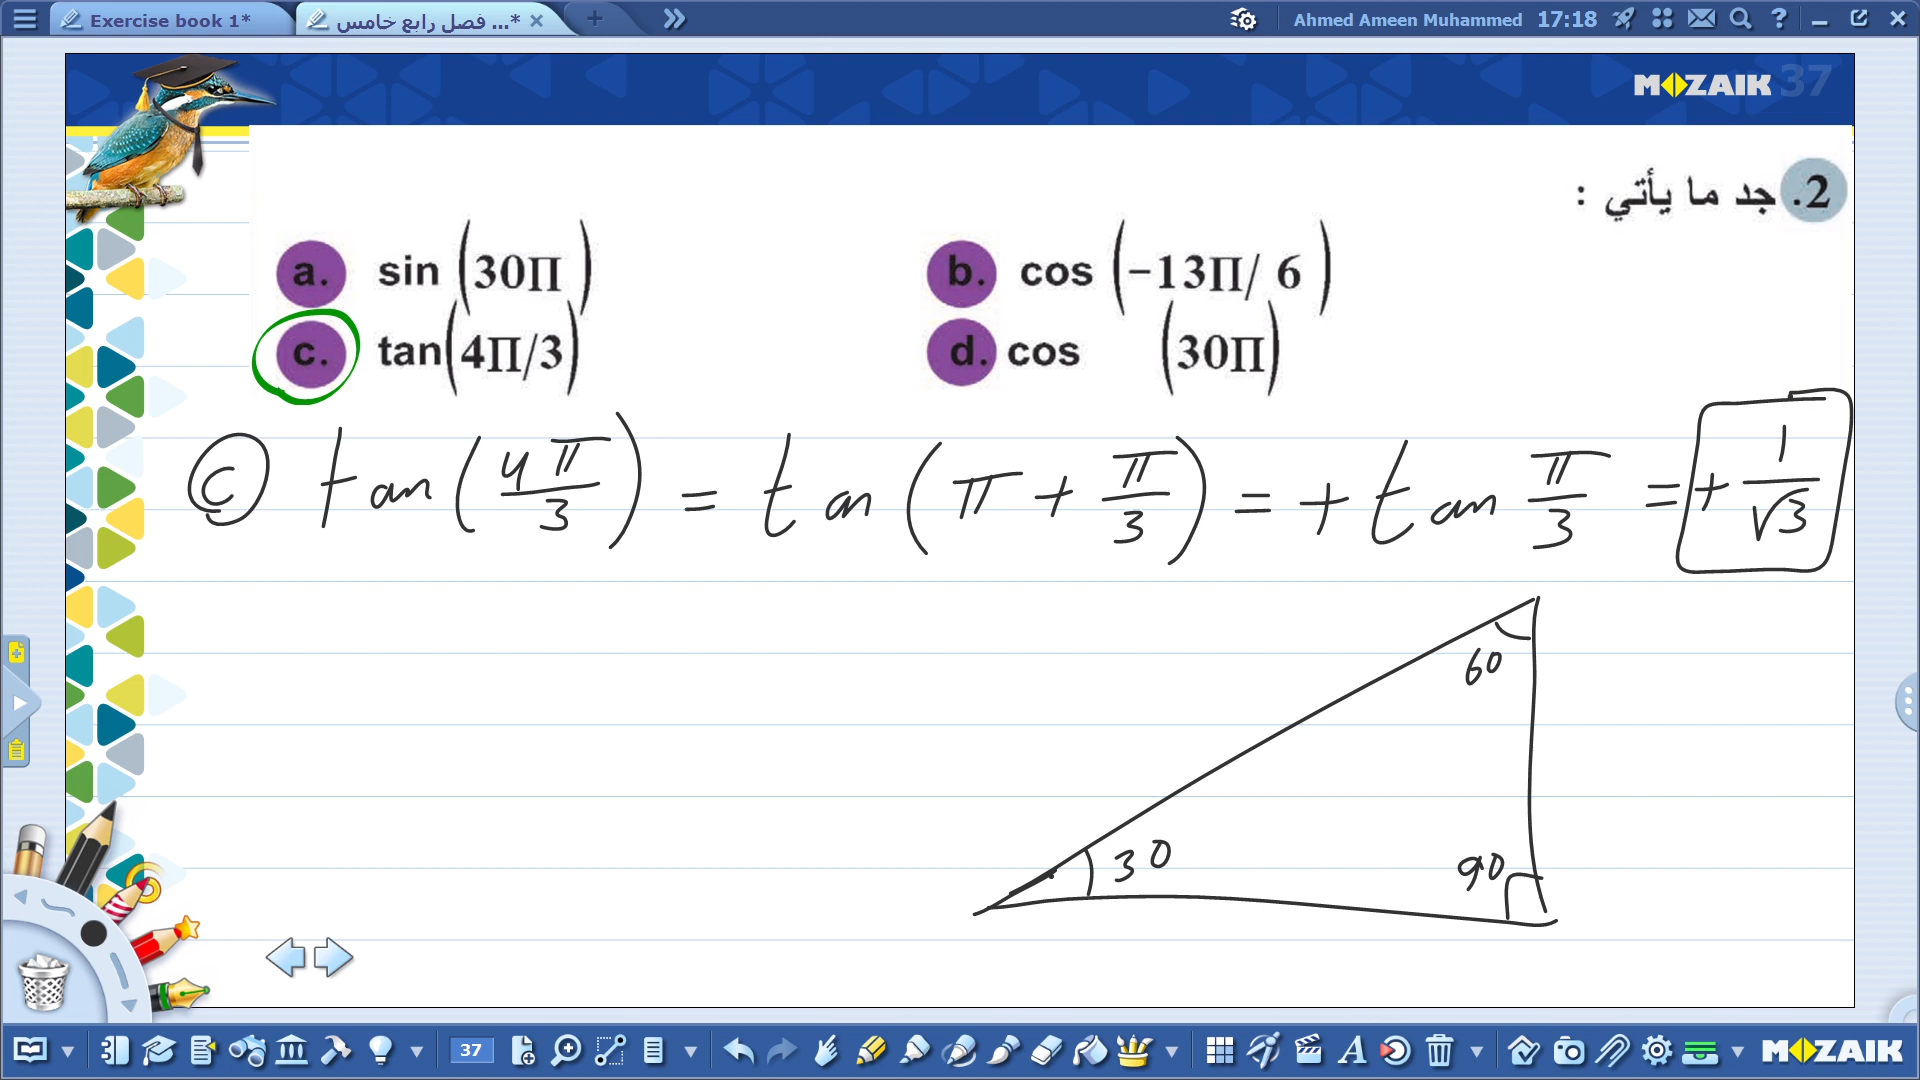 Exercise book 1*
فصل رابع خامس ...*
Ahmed Ameen Muhammed 17:18
MOZAIK 37
2. جد ما يأتي :
a. sin (30Π)
b. cos (-13Π/ 6)
c. tan(4Π/3)
d. cos (30Π)
c tan(4π/3) = tan(π + π/3) = + tan π/3 = + 1/√3
60
30
90
37
MOZAIK